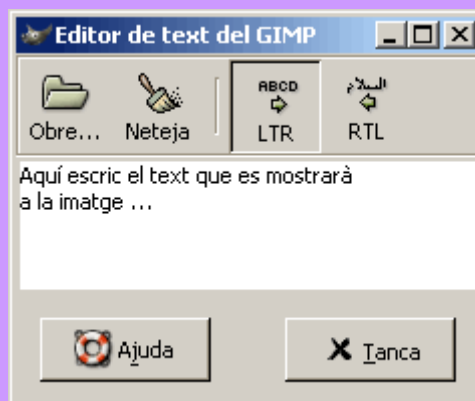 Editor de text del GIMP
Obre... Neteja LTR RTL
ABCD
Aquí escric el text que es mostrarà
a la imatge ...
Ajuda Tanca